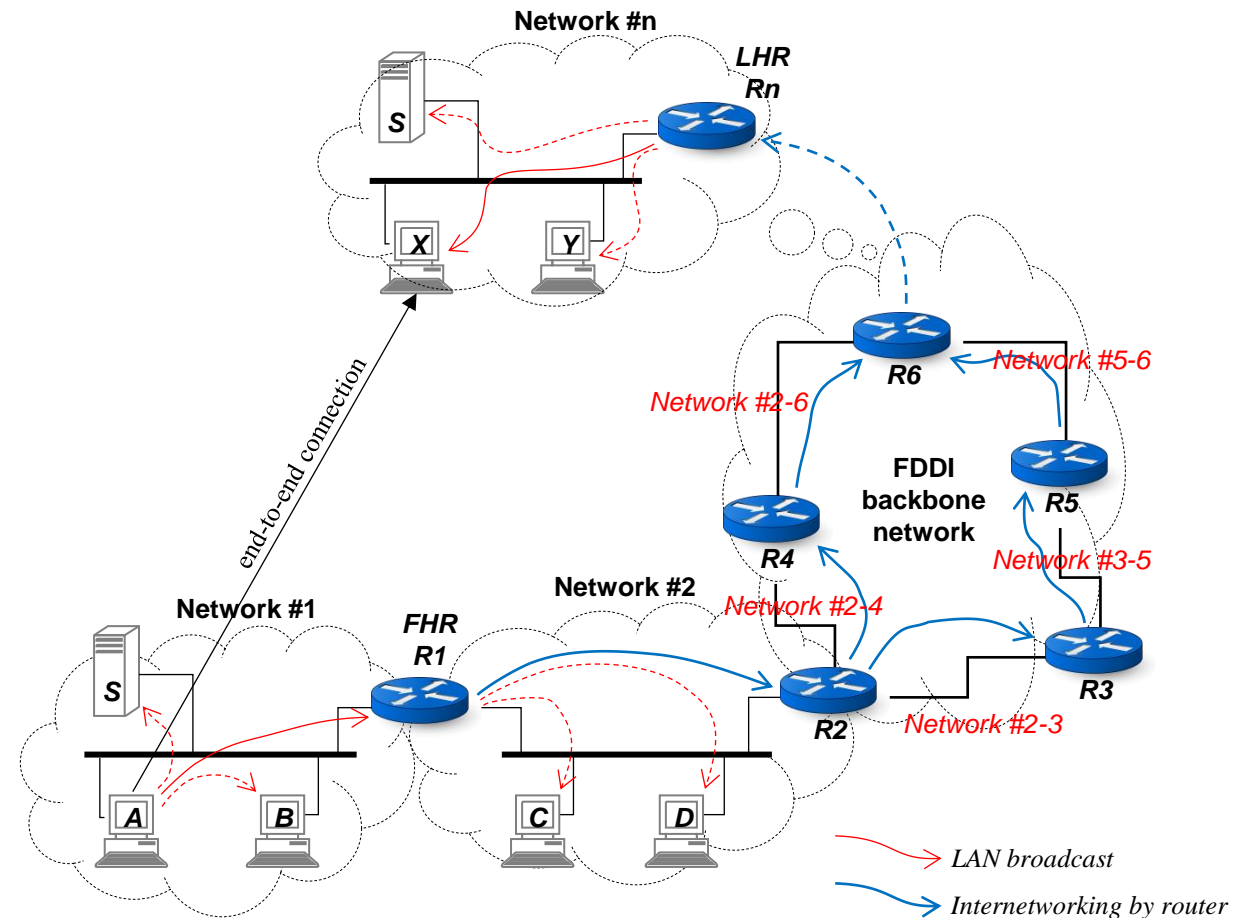 Network #n
LHR
Rn
S
X
Y
R6
Network #5-6
Network #2-6
FDDI
backbone
network
R5
R4
end-to-end connection
Network #3-5
Network #1
Network #2
Network #2-4
FHR
R1
S
R2
R3
Network #2-3
A
B
C
D
LAN broadcast
Internetworking by router